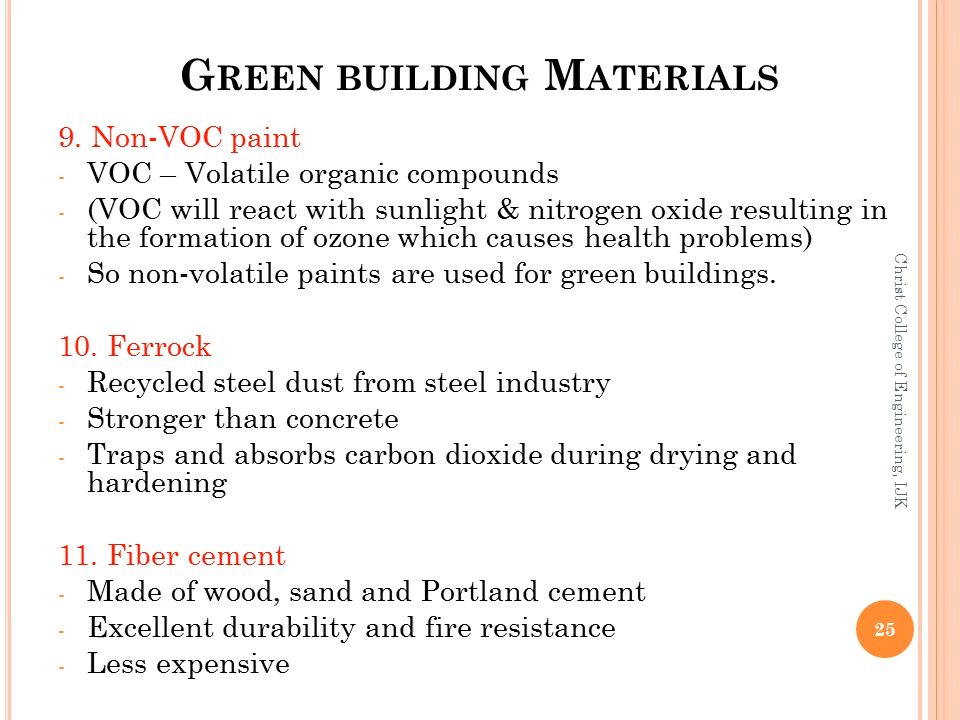 GREEN BUILDING MATERIALS
9. Non-VOC paint
- VOC – Volatile organic compounds
- (VOC will react with sunlight & nitrogen oxide resulting in
the formation of ozone which causes health problems)
- So non-volatile paints are used for green buildings.
10. Ferrock
- Recycled steel dust from steel industry
- Stronger than concrete
- Traps and absorbs carbon dioxide during drying and
hardening
11. Fiber cement
- Made of wood, sand and Portland cement
- Excellent durability and fire resistance
- Less expensive
Christ College of Engineering, IJK
25